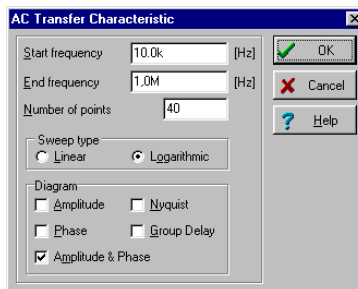 AC Transfer Characteristic
Start frequency 10.0k [Hz]
End frequency 1,0M [Hz]
Number of points 40
Sweep type
Linear Logarithmic
Diagram
Amplitude Nyquist
Phase Group Delay
Amplitude & Phase
OK
Cancel
? Help